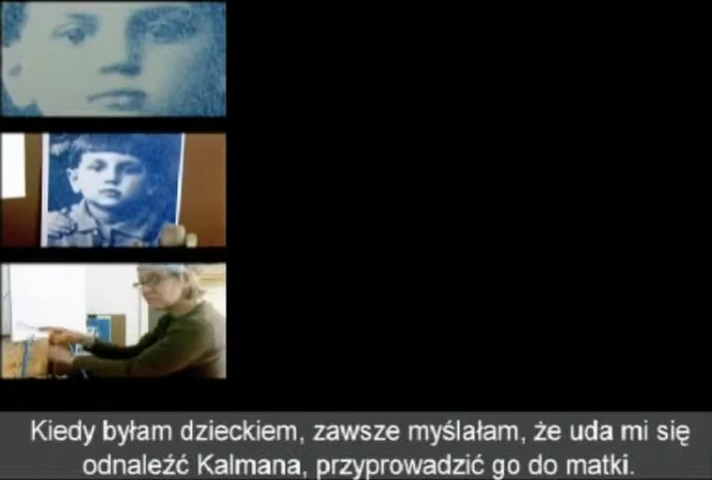 Kiedy byłam dzieckiem, zawsze myślałam, że uda mi się
odnaleźć Kalmana, przyprowadzić go do matki.